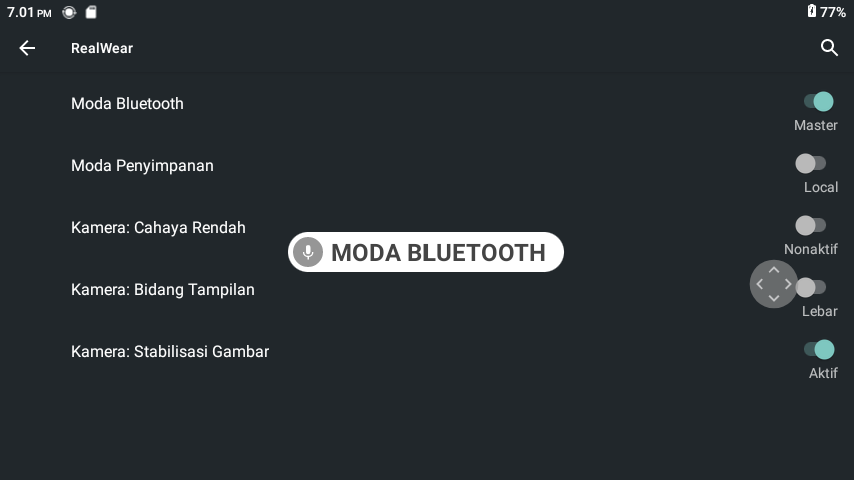 7.01 PM
77%
RealWear
Moda Bluetooth
Master
Moda Penyimpanan
Local
Kamera: Cahaya Rendah
Nonaktif
MODA BLUETOOTH
Kamera: Bidang Tampilan
Lebar
Kamera: Stabilisasi Gambar
Aktif